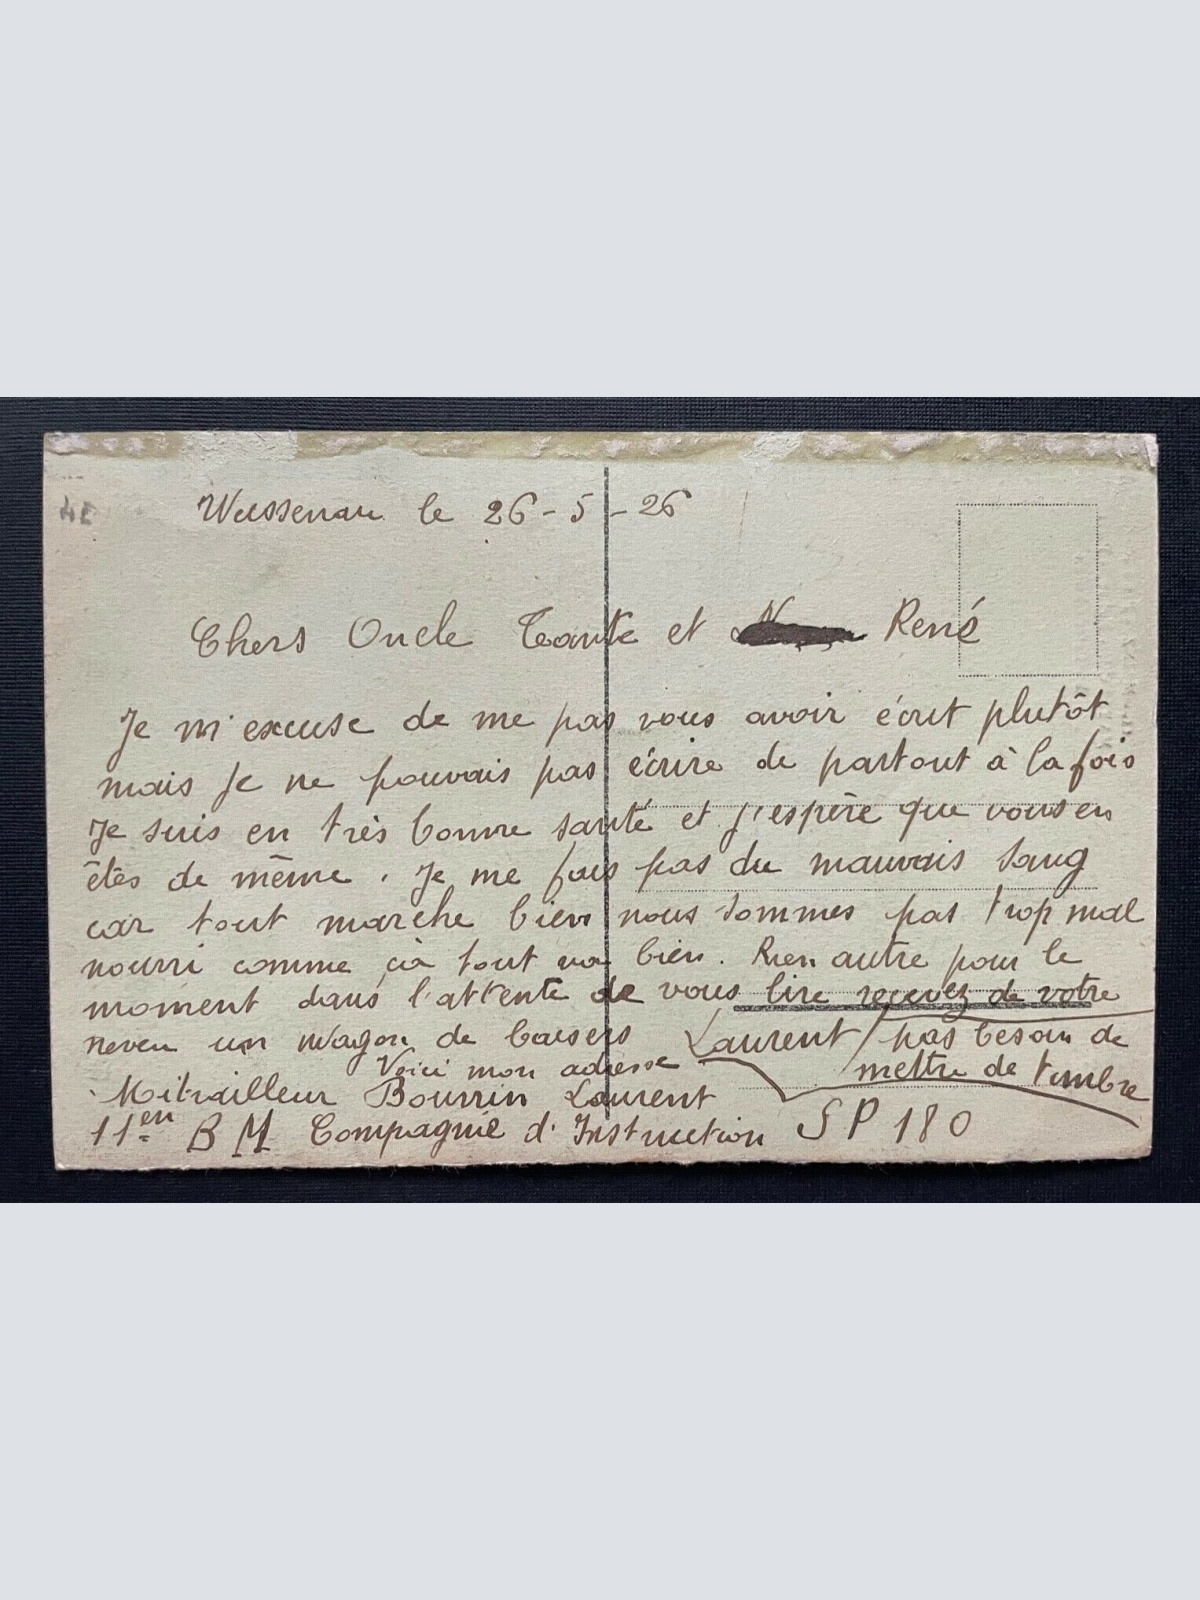 Wussenau le 26-5-26
Chers Oncle Tante et René
Je m'excuse de me pas vous avoir écrit plutôt
mais je ne pouvais pas écrire de partout à la fois
Je suis en très bonne santé et j'espère que vous en
êtes de même. Je me fais pas du mauvais sang
car tout marche bien nous sommes pas trop mal
nourri comme çà tout va bien. Rien autre pour le
moment dans l'attente de vous lire recevez de votre
neveu un wagon de baisers Laurent
pas besoin de
mettre de timbre
Voici mon adresse
Mitrailleur Bourrin Laurent
11en BM Compagnie d'Instruction SP 180